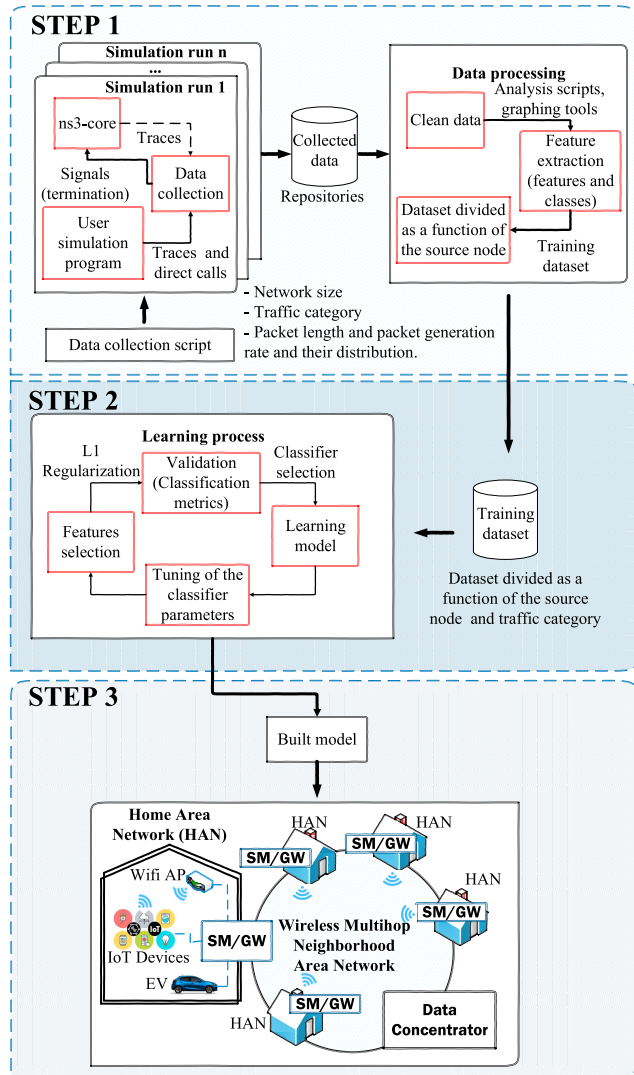 STEP 1
Simulation run n
...
Simulation run 1
ns3-core
Traces
Signals
(termination)
Data
collection
User
simulation
program
Traces and
direct calls
Data collection script
- Network size
- Traffic category
- Packet length and packet generation
rate and their distribution.
Collected
data
Repositories
Data processing
Analysis scripts,
graphing tools
Clean data
Feature
extraction
(features and
classes)
Dataset divided
as a function of
the source node
Training
dataset
STEP 2
Learning process
L1
Regularization
Validation
(Classification
metrics)
Classifier
selection
Features
selection
Learning
model
Tuning of the
classifier
parameters
Training
dataset
Dataset divided as a
function of the source
node and traffic category
STEP 3
Built model
Home Area
Network (HAN)
Wifi AP
IoT
IoT Devices
EV
SM/GW
HAN
SM/GW
HAN
SM/GW
HAN
SM/GW
Wireless Multihop
Neighborhood
Area Network
SM/GW
HAN
Data
Concentrator